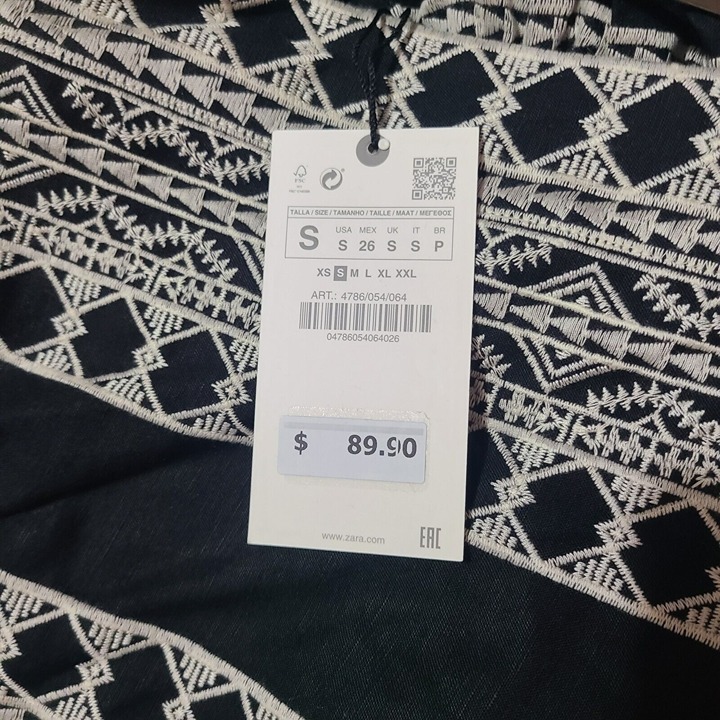 FSC
TALLA / SIZE / TAMANHO / TAILLE / MAAT / ΜΕΓΕΘΟΣ
S USA S MEX 26 UK S IT S BR P
XS S M L XL XXL
ART.: 4786/054/064
04786054064026
$ 89.90
www.zara.com
EAC